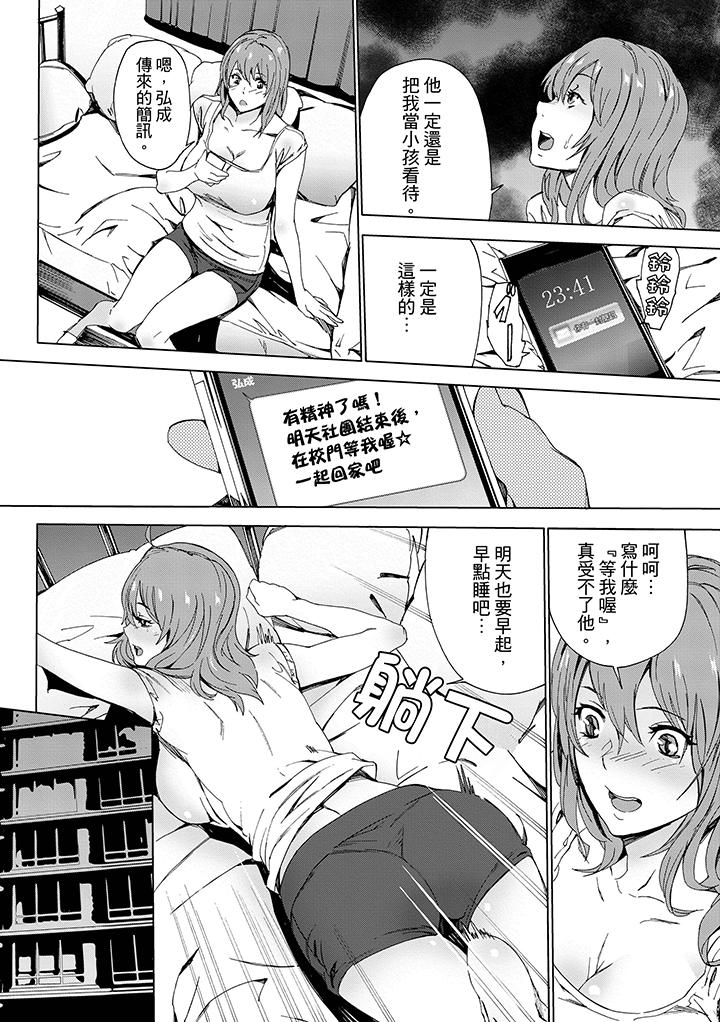 他一定還是
把我當小孩看待。
鈴鈴鈴
23:41
一定是
這樣的…
嗯，弘成
傳來的簡訊。
弘成
有精神了嗎！
明天社團結束後，
在校門等我喔☆
一起回家吧
呵呵…
寫什麼
『等我喔』，
真受不了他。
明天也要早起，
早點睡吧…
躺下